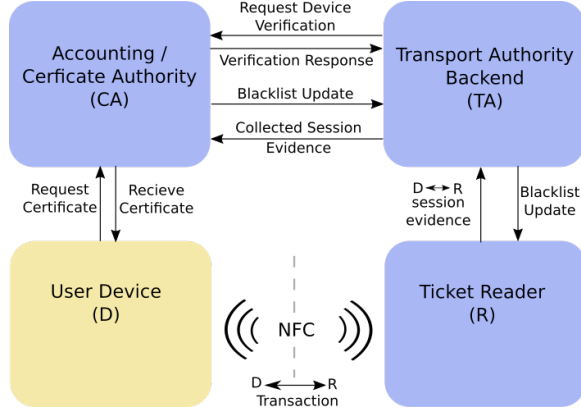 Request Device
Verification
Accounting /
Cerficate Authority
(CA)
Verification Response
Transport Authority
Backend
(TA)
Blacklist Update
Collected Session
Evidence
Request
Certificate
Recieve
Certificate
D R
session
evidence
Blacklist
Update
User Device
(D)
NFC
Ticket Reader
(R)
D R
Transaction